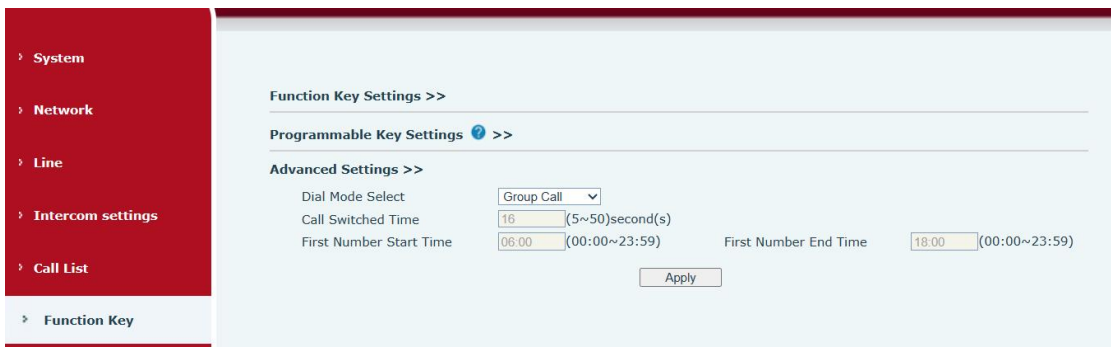 System
Network
Line
Intercom settings
Call List
Function Key
Function Key Settings >>
Programmable Key Settings ? >>
Advanced Settings >>
Dial Mode Select Group Call
Call Switched Time 16 (5~50)second(s)
First Number Start Time 06:00 (00:00~23:59) First Number End Time 18:00 (00:00~23:59)
Apply